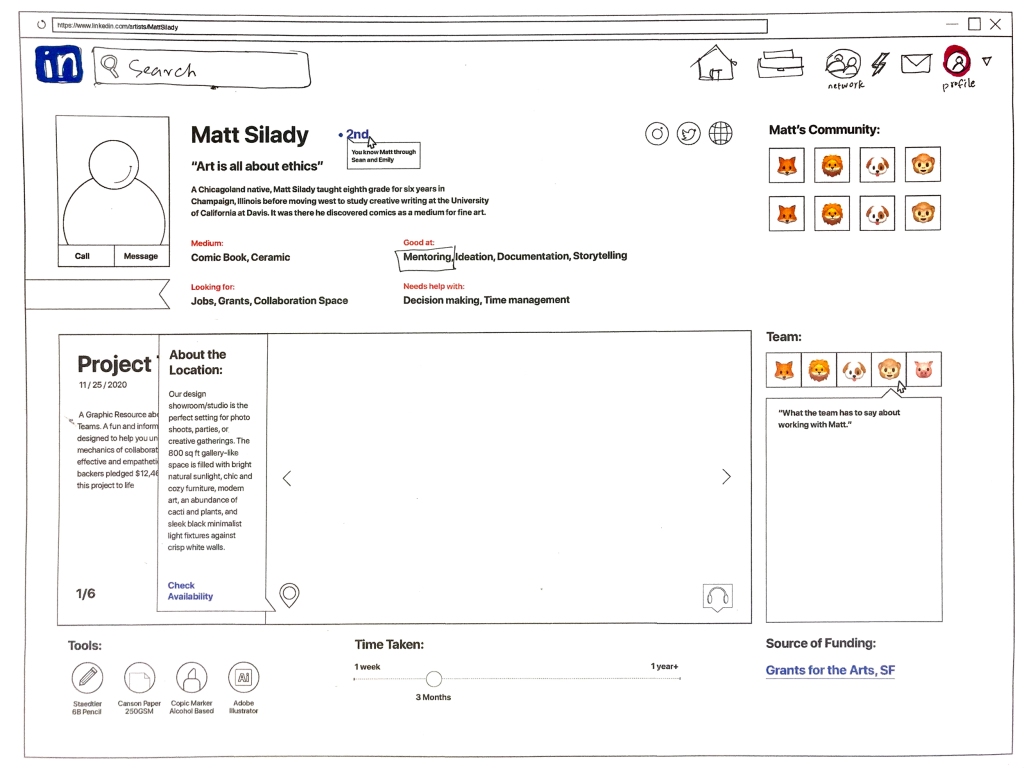 https://www.linkedin.com/artists/MattSilady
in
Search
network
profile
Matt Silady
• 2nd
You know Matt through
Sean and Emily
"Art is all about ethics"
A Chicagoland native, Matt Silady taught eighth grade for six years in
Champaign, Illinois before moving west to study creative writing at the University
of California at Davis. It was there he discovered comics as a medium for fine art.
Call
Message
Medium:
Comic Book, Ceramic
Good at:
Mentoring, Ideation, Documentation, Storytelling
Looking for:
Jobs, Grants, Collaboration Space
Needs help with:
Decision making, Time management
Matt's Community:
Project
11 / 25 / 2020
A Graphic Resource abo
Teams. A fun and inform
designed to help you un
mechanics of collaborat
effective and empatheti
backers pledged $12,46
this project to life
1/6
About the
Location:
Our design
showroom/studio is the
perfect setting for photo
shoots, parties, or
creative gatherings. The
800 sq ft gallery-like
space is filled with bright
natural sunlight, chic and
cozy furniture, modern
art, an abundance of
cacti and plants, and
sleek black minimalist
light fixtures against
crisp white walls.
Check
Availability
Team:
"What the team has to say about
working with Matt."
Tools:
Staedtler
6B Pencil
Canson Paper
250GSM
Copic Marker
Alcohol Based
Ai
Adobe
Illustrator
Time Taken:
1 week
1 year+
3 Months
Source of Funding:
Grants for the Arts, SF